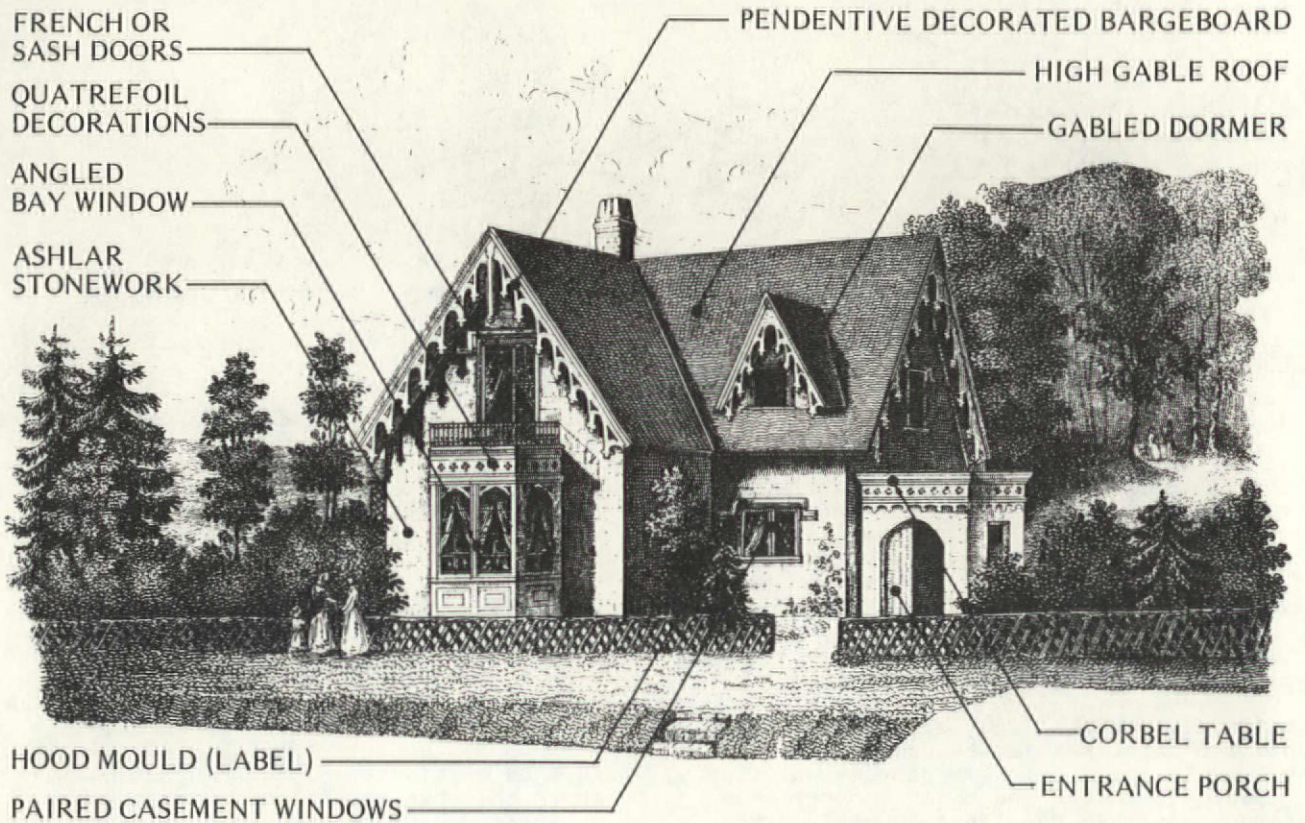 FRENCH OR
SASH DOORS
QUATREFOIL
DECORATIONS
ANGLED
BAY WINDOW
ASHLAR
STONEWORK
PENDENTIVE DECORATED BARGEBOARD
HIGH GABLE ROOF
GABLED DORMER
HOOD MOULD (LABEL)
PAIRED CASEMENT WINDOWS
CORBEL TABLE
ENTRANCE PORCH